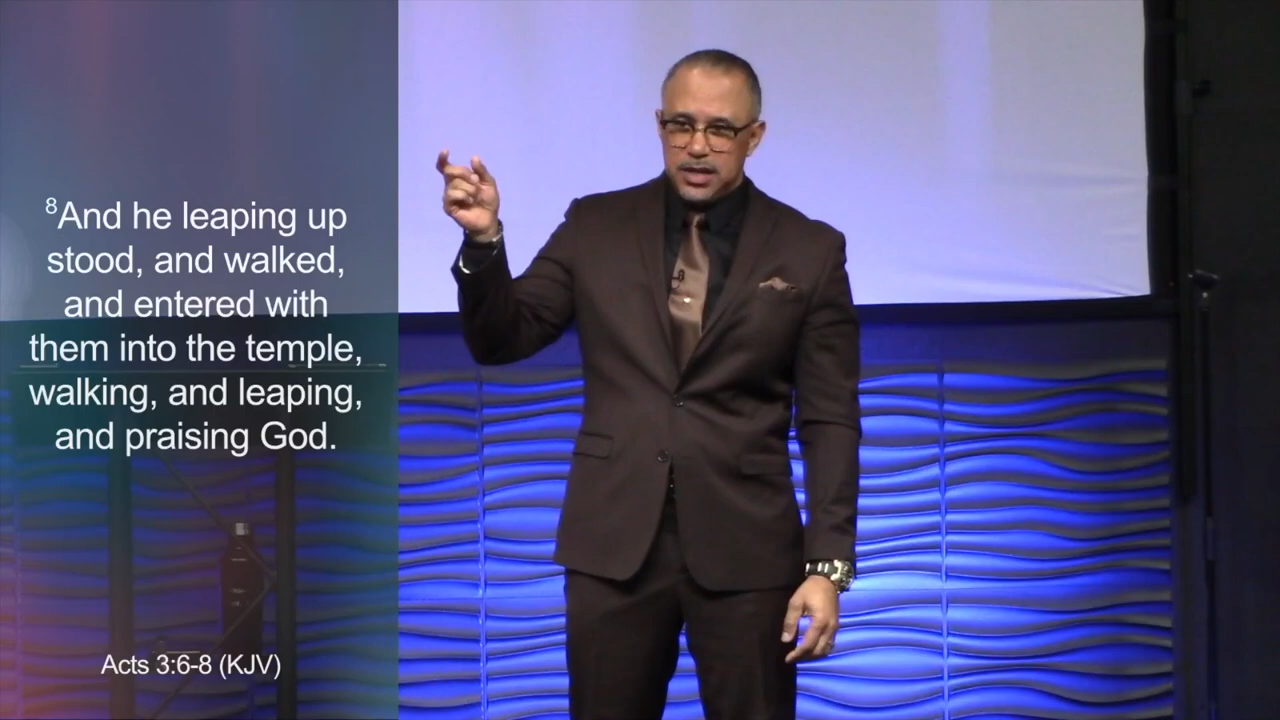 ⁸And he leaping up
stood, and walked,
and entered with
them into the temple,
walking, and leaping,
and praising God.
Acts 3:6-8 (KJV)